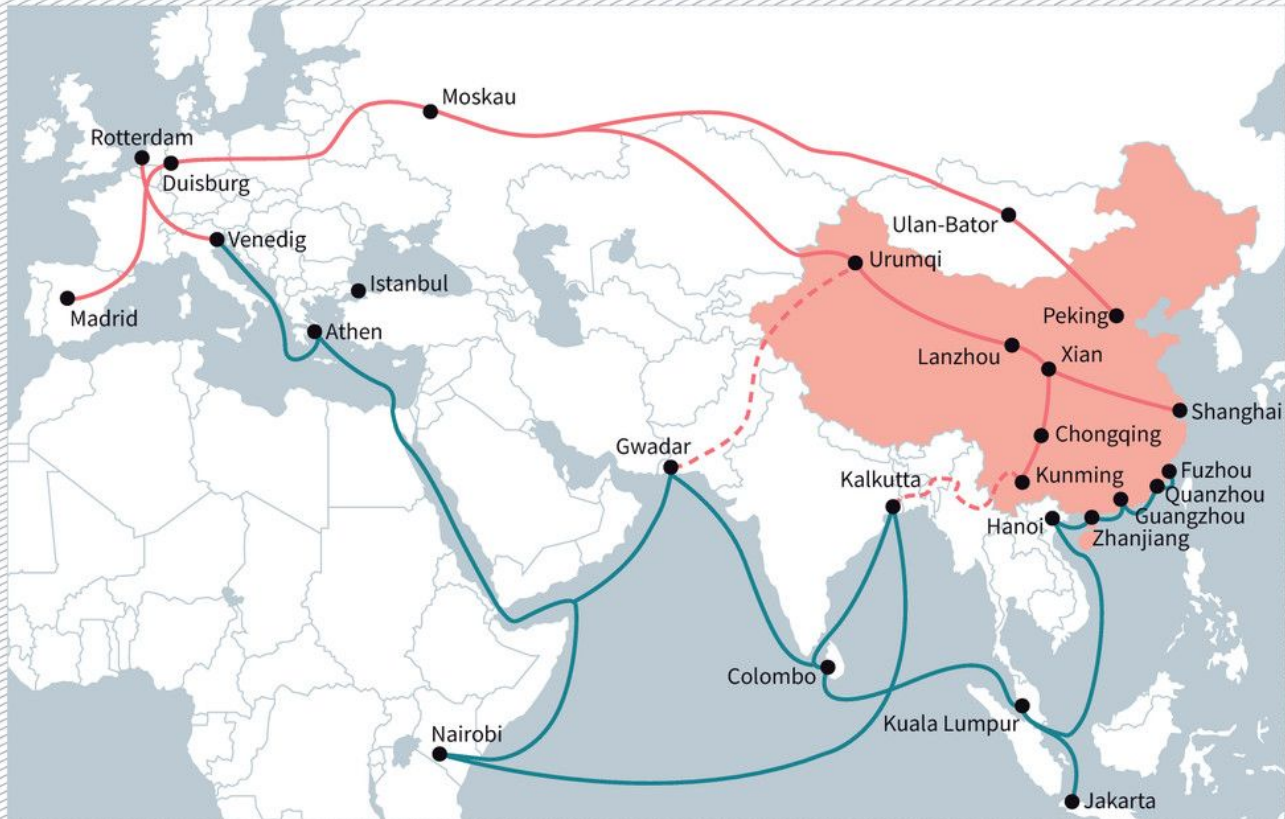 Moskau
Rotterdam
Duisburg
Ulan-Bator
Venedig
Urumqi
Istanbul
Madrid
Peking
Athen
Lanzhou
Xian
Shanghai
Chongqing
Gwadar
Fuzhou
Kunming
Kalkutta
Quanzhou
Guangzhou
Hanoi
Zhanjiang
Colombo
Kuala Lumpur
Nairobi
Jakarta